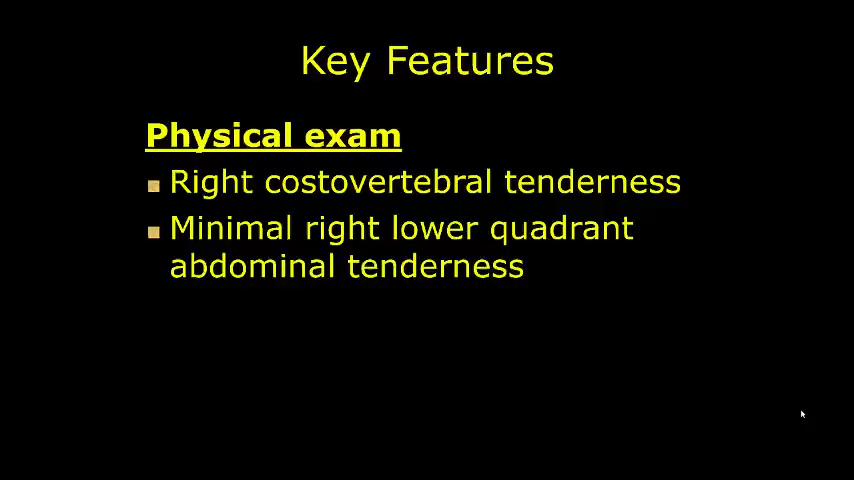 Key Features
Physical exam
Right costovertebral tenderness
Minimal right lower quadrant
abdominal tenderness